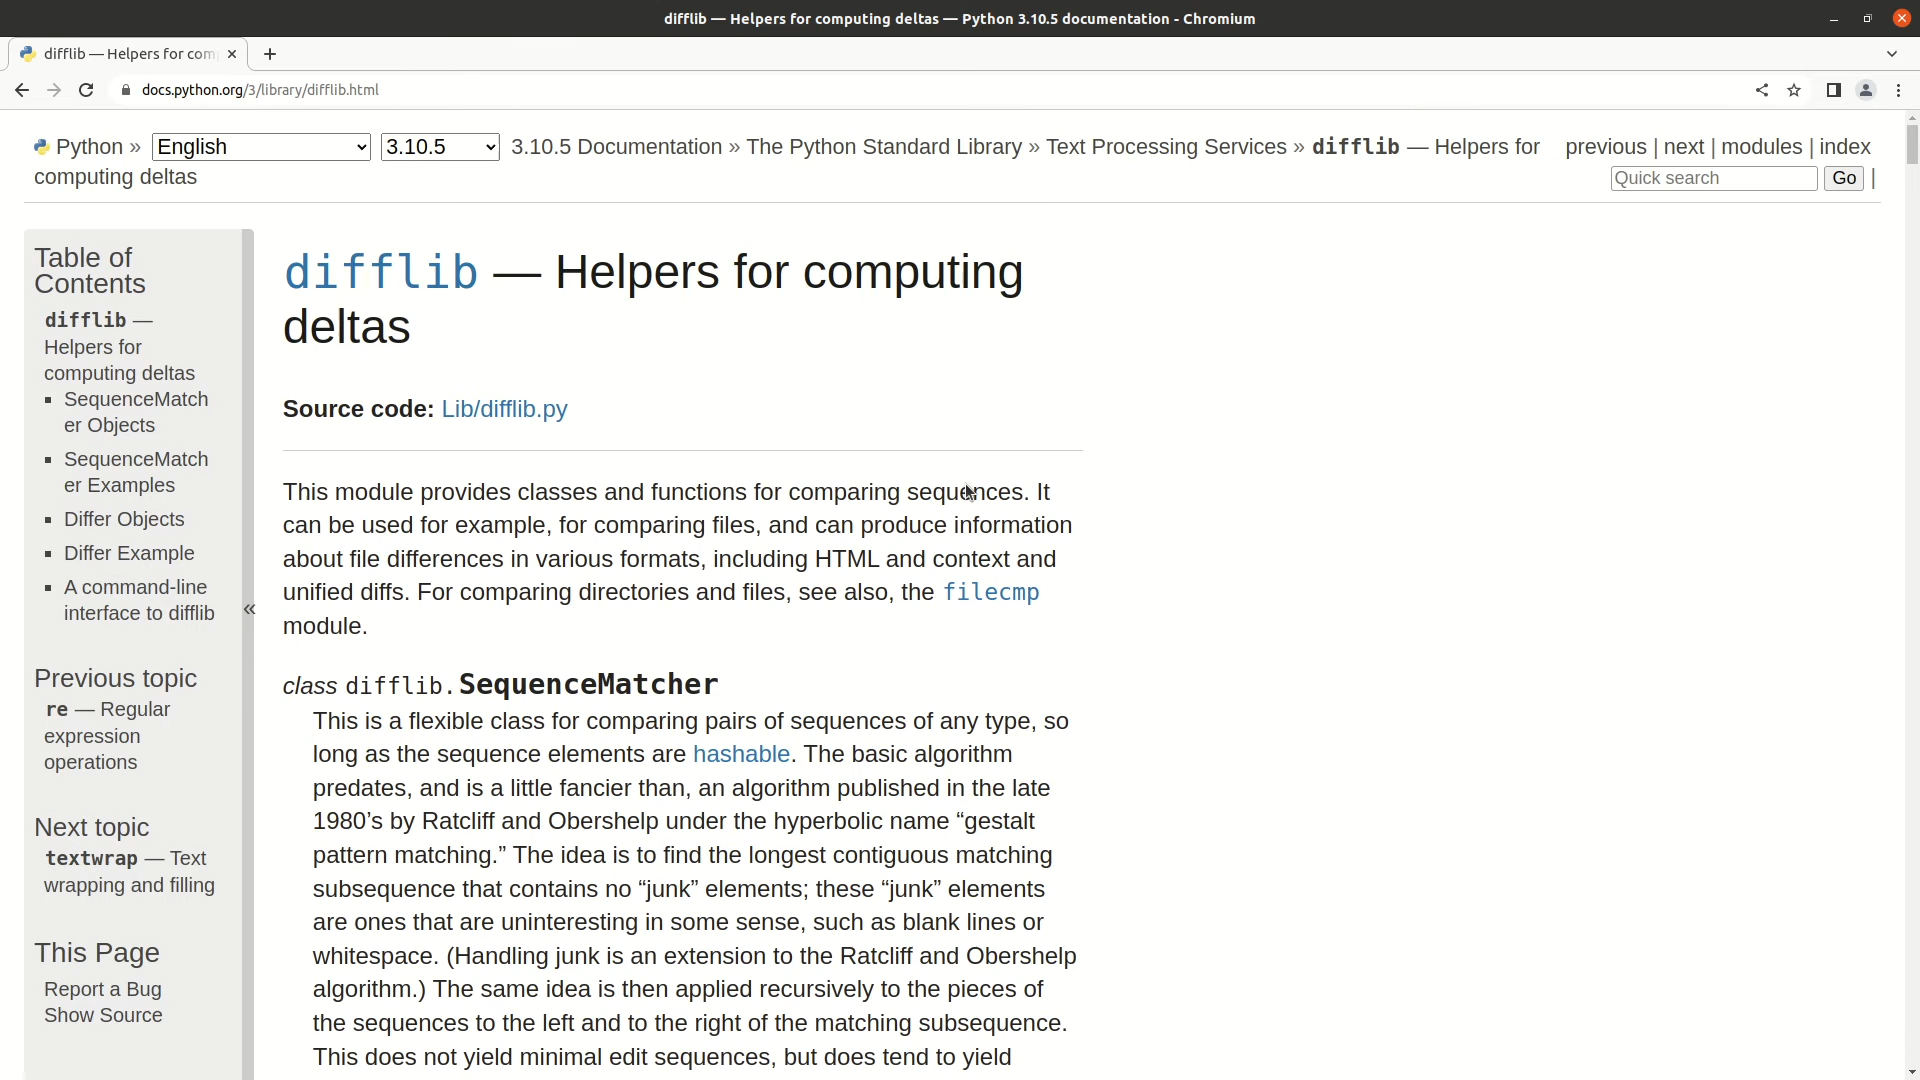 difflib — Helpers for computing deltas — Python 3.10.5 documentation - Chromium
difflib — Helpers for com
docs.python.org/3/library/difflib.html
Python » English 3.10.5 3.10.5 Documentation » The Python Standard Library » Text Processing Services » difflib — Helpers for computing deltas
previous | next | modules | index
Quick search Go |
Table of
Contents
difflib —
Helpers for
computing deltas
SequenceMatch
er Objects
SequenceMatch
er Examples
Differ Objects
Differ Example
A command-line
interface to difflib
Previous topic
re — Regular
expression
operations
Next topic
textwrap — Text
wrapping and filling
This Page
Report a Bug
Show Source
«
difflib — Helpers for computing
deltas
Source code: Lib/difflib.py
This module provides classes and functions for comparing sequences. It
can be used for example, for comparing files, and can produce information
about file differences in various formats, including HTML and context and
unified diffs. For comparing directories and files, see also, the filecmp
module.
class difflib.SequenceMatcher
This is a flexible class for comparing pairs of sequences of any type, so
long as the sequence elements are hashable. The basic algorithm
predates, and is a little fancier than, an algorithm published in the late
1980’s by Ratcliff and Obershelp under the hyperbolic name “gestalt
pattern matching.” The idea is to find the longest contiguous matching
subsequence that contains no “junk” elements; these “junk” elements
are ones that are uninteresting in some sense, such as blank lines or
whitespace. (Handling junk is an extension to the Ratcliff and Obershelp
algorithm.) The same idea is then applied recursively to the pieces of
the sequences to the left and to the right of the matching subsequence.
This does not yield minimal edit sequences, but does tend to yield